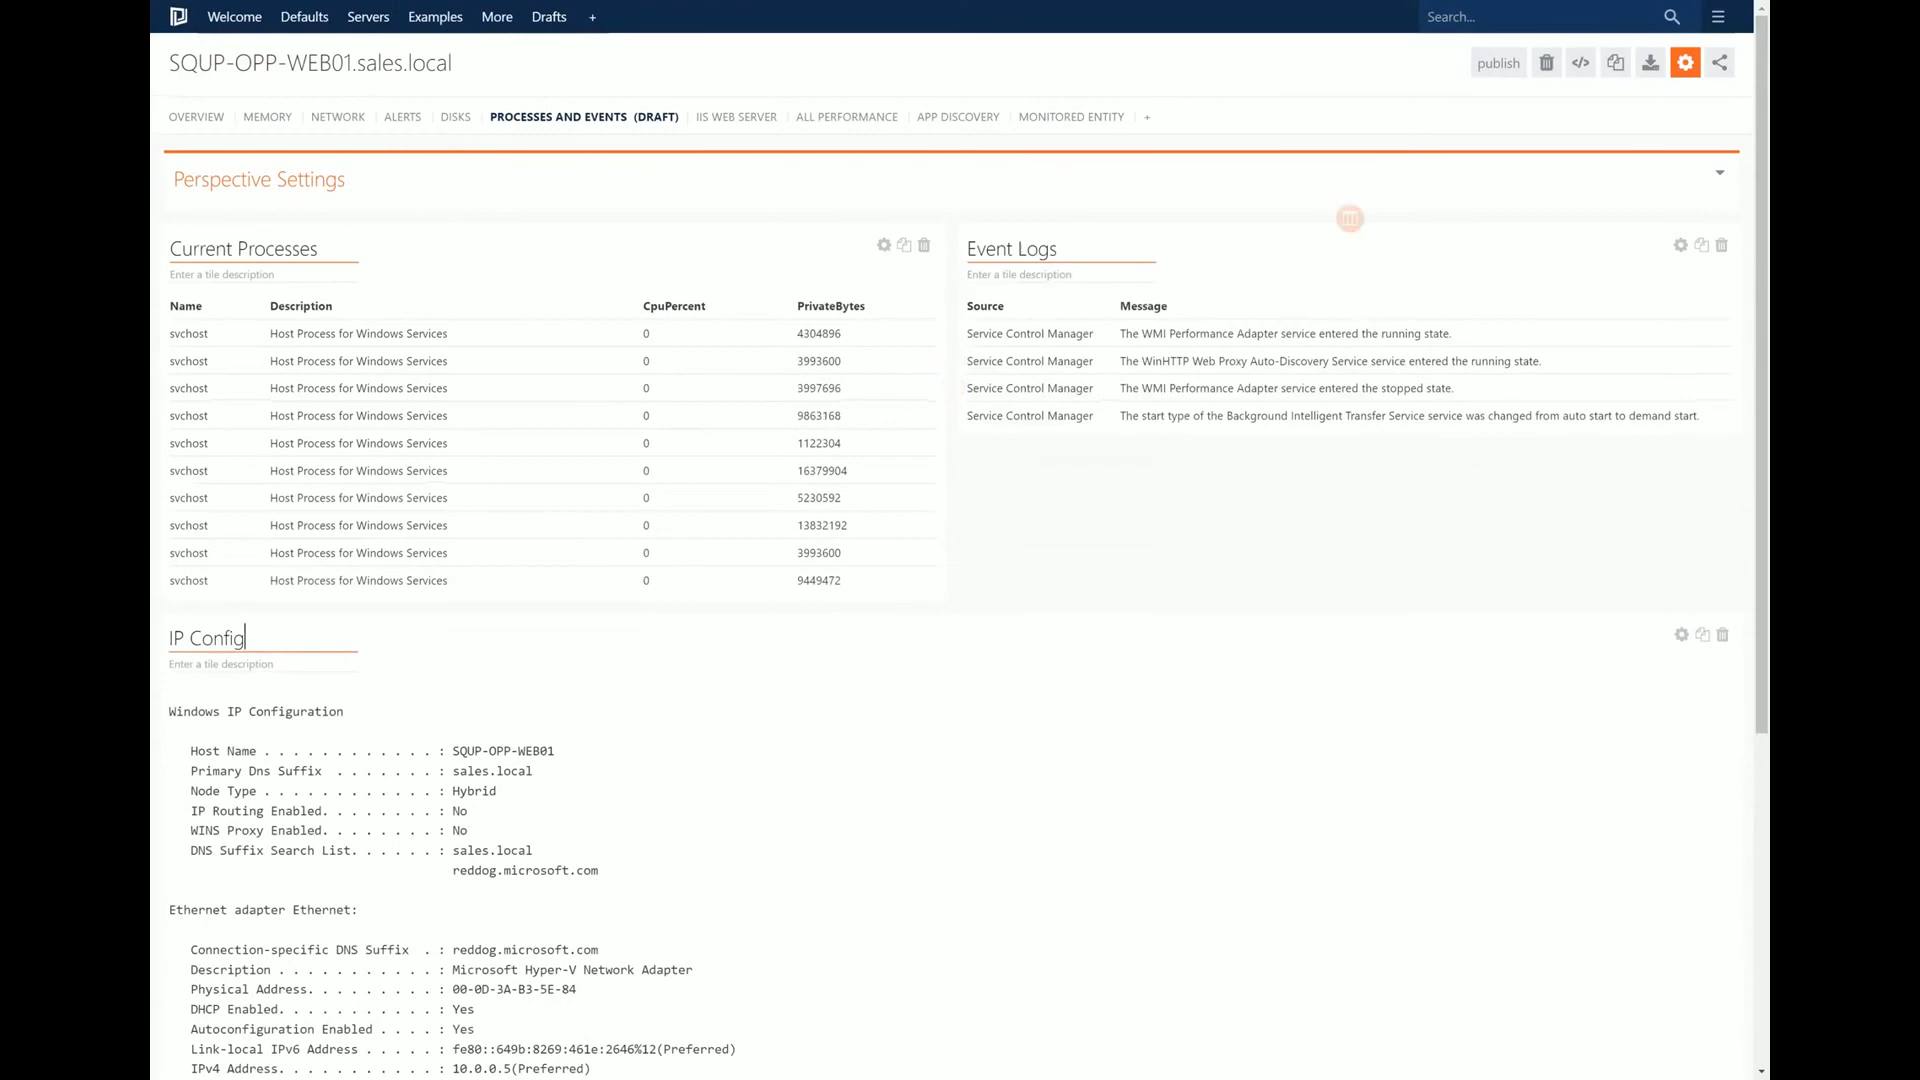 Welcome Defaults Servers Examples More Drafts + Search...
SQUP-OPP-WEB01.sales.local
publish
OVERVIEW MEMORY NETWORK ALERTS DISKS PROCESSES AND EVENTS (DRAFT) IIS WEB SERVER ALL PERFORMANCE APP DISCOVERY MONITORED ENTITY +
Perspective Settings
Current Processes
Enter a tile description
Name Description CpuPercent PrivateBytes
svchost Host Process for Windows Services 0 4304896
svchost Host Process for Windows Services 0 3993600
svchost Host Process for Windows Services 0 3997696
svchost Host Process for Windows Services 0 9863168
svchost Host Process for Windows Services 0 1122304
svchost Host Process for Windows Services 0 16379904
svchost Host Process for Windows Services 0 5230592
svchost Host Process for Windows Services 0 13832192
svchost Host Process for Windows Services 0 3993600
svchost Host Process for Windows Services 0 9449472
Event Logs
Enter a tile description
Source Message
Service Control Manager The WMI Performance Adapter service entered the running state.
Service Control Manager The WinHTTP Web Proxy Auto-Discovery Service service entered the running state.
Service Control Manager The WMI Performance Adapter service entered the stopped state.
Service Control Manager The start type of the Background Intelligent Transfer Service service was changed from auto start to demand start.
IP Config
Enter a tile description
Windows IP Configuration
Host Name . . . . . . . . . . . . : SQUP-OPP-WEB01
Primary Dns Suffix . . . . . . . : sales.local
Node Type . . . . . . . . . . . . : Hybrid
IP Routing Enabled. . . . . . . . : No
WINS Proxy Enabled. . . . . . . . : No
DNS Suffix Search List. . . . . . : sales.local
reddog.microsoft.com
Ethernet adapter Ethernet:
Connection-specific DNS Suffix . : reddog.microsoft.com
Description . . . . . . . . . . . : Microsoft Hyper-V Network Adapter
Physical Address. . . . . . . . . : 00-0D-3A-B3-5E-84
DHCP Enabled. . . . . . . . . . . : Yes
Autoconfiguration Enabled . . . . : Yes
Link-local IPv6 Address . . . . . : fe80::649b:8269:461e:2646%12(Preferred)
IPv4 Address. . . . . . . . . . . : 10.0.0.5(Preferred)